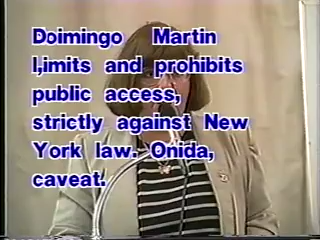 Doimingo Martin
l,imits and prohibits
public access,
strictly against New
York law. Onida,
caveat.